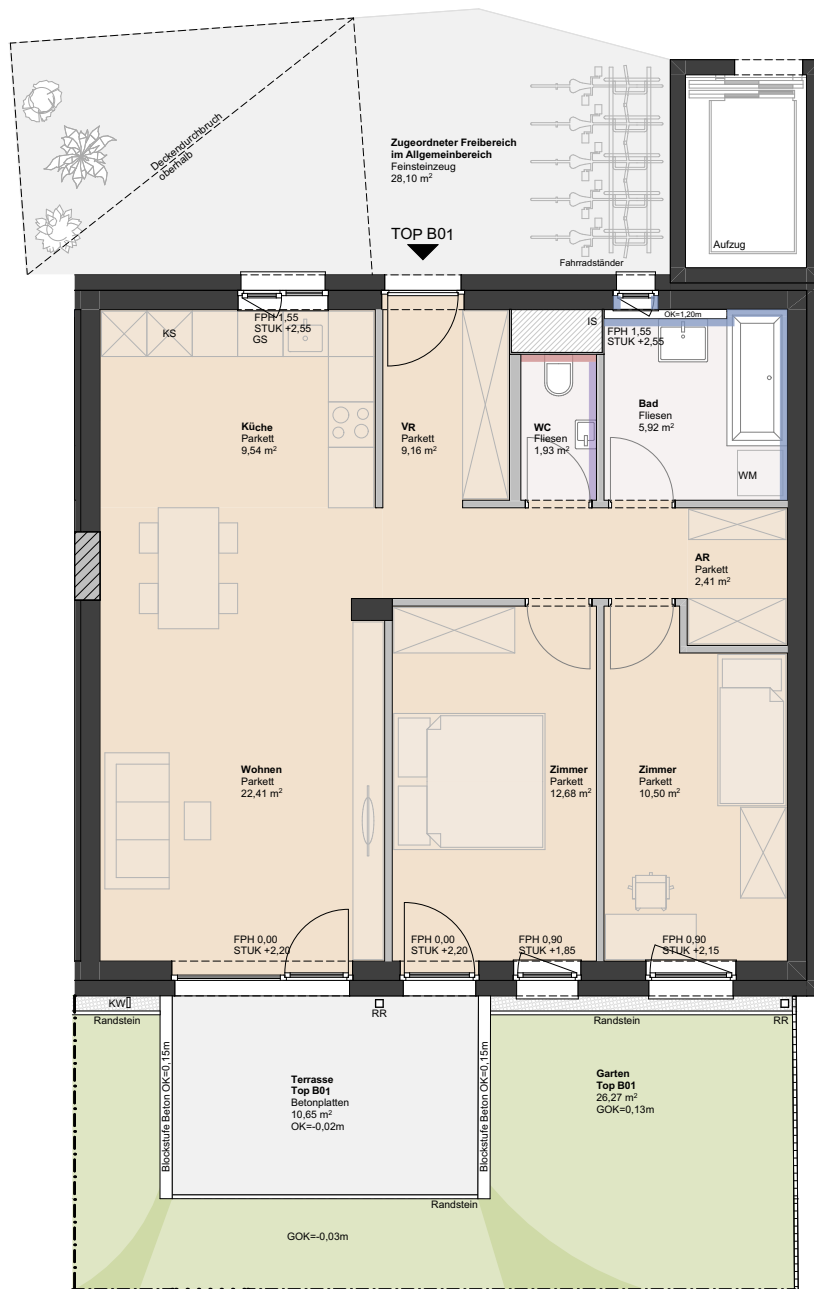 Deckendurchbruch
oberhalb
Zugeordneter Freibereich
im Allgemeinbereich
Feinsteinzeug
28,10 m²
TOP B01
Fahrradständer
Aufzug
KS
FPH 1,55
STUK +2,55
GS
IS
OK=1,20m
FPH 1,55
STUK +2,55
Küche
Parkett
9,54 m²
VR
Parkett
9,16 m²
WC
Fliesen
1,93 m²
Bad
Fliesen
5,92 m²
WM
AR
Parkett
2,41 m²
Wohnen
Parkett
22,41 m²
Zimmer
Parkett
12,68 m²
Zimmer
Parkett
10,50 m²
FPH 0,00
STUK +2,20
FPH 0,00
STUK +2,20
FPH 0,90
STUK +1,85
FPH 0,90
STUK +2,15
KW
Randstein
RR
Randstein
RR
Blockstufe Beton OK=0,15m
Terrasse
Top B01
Betonplatten
10,65 m²
OK=-0,02m
Blockstufe Beton OK=0,15m
Garten
Top B01
26,27 m²
GOK=0,13m
Randstein
GOK=-0,03m